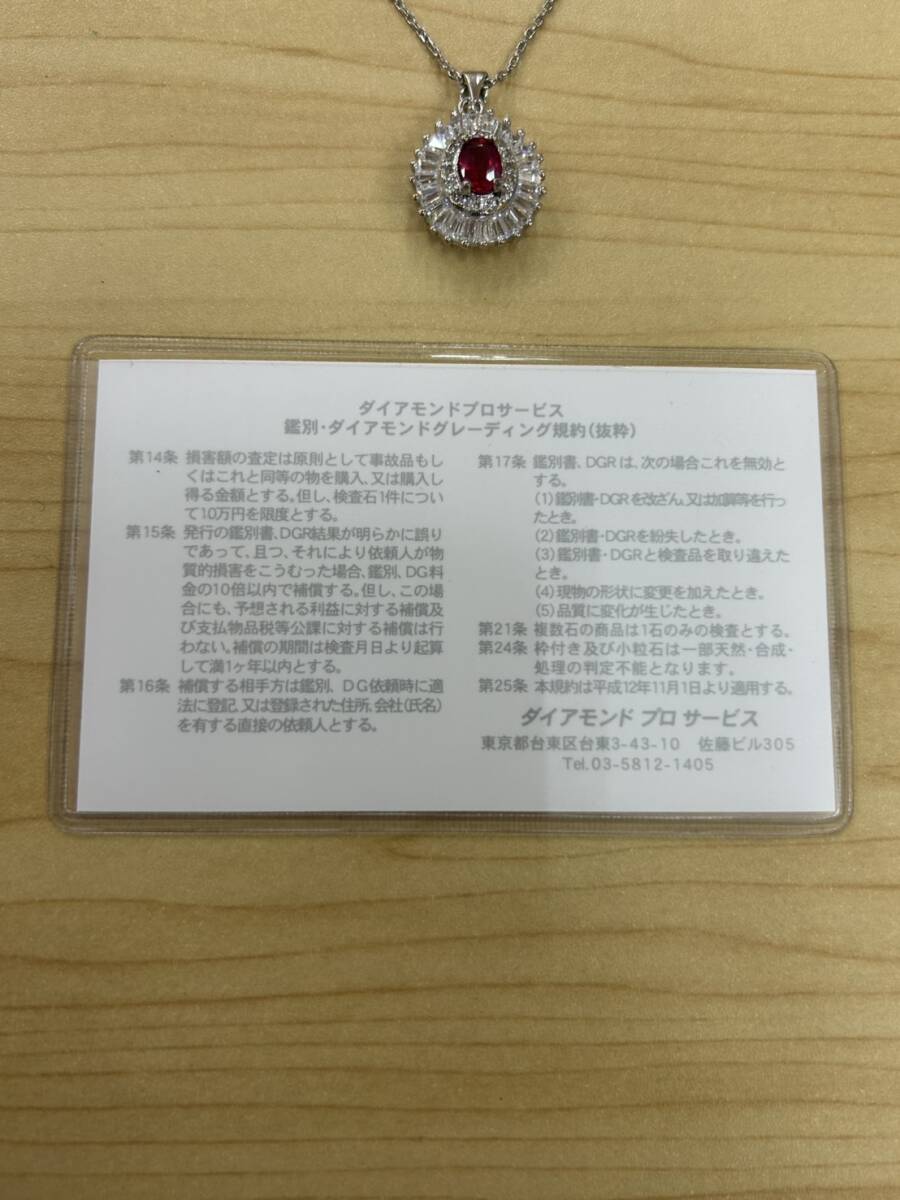 ダイアモンドプロサービス
鑑別・ダイアモンドグレーディング規約(抜粋)
第14条 損害額の査定は原則として事故品もし
くはこれと同等の物を購入、又は購入し
得る金額とする。但し、検査石1件につい
て10万円を限度とする。
第15条 発行の鑑別書、DGR結果が明らかに誤り
であって、且つ、それにより依頼人が物
質的損害をこうむった場合、鑑別、DG料
金の10倍以内で補償する。但し、この場
合にも、予想される利益に対する補償及
び支払物品税等公課に対する補償は行
わない。補償の期間は検査月日より起算
して満1ヶ年以内とする。
第16条 補償する相手方は鑑別、DG依頼時に適
法に登記、又は登録された住所、会社(氏名)
を有する直接の依頼人とする。
第17条 鑑別書、DGRは、次の場合これを無効と
する。
(1)鑑別書・DGRを改ざん、又は加算等を行っ
たとき。
(2)鑑別書・DGRを紛失したとき。
(3)鑑別書・DGRと検査品を取り違えた
とき。
(4)現物の形状に変更を加えたとき。
(5)品質に変化が生じたとき。
第21条 複数石の商品は1石のみの検査とする。
第24条 枠付き及び小粒石は一部天然・合成・
処理の判定不能となります。
第25条 本規約は平成12年11月1日より適用する。
ダイアモンド プロ サービス
東京都台東区台東3-43-10 佐藤ビル305
Tel.03-5812-1405